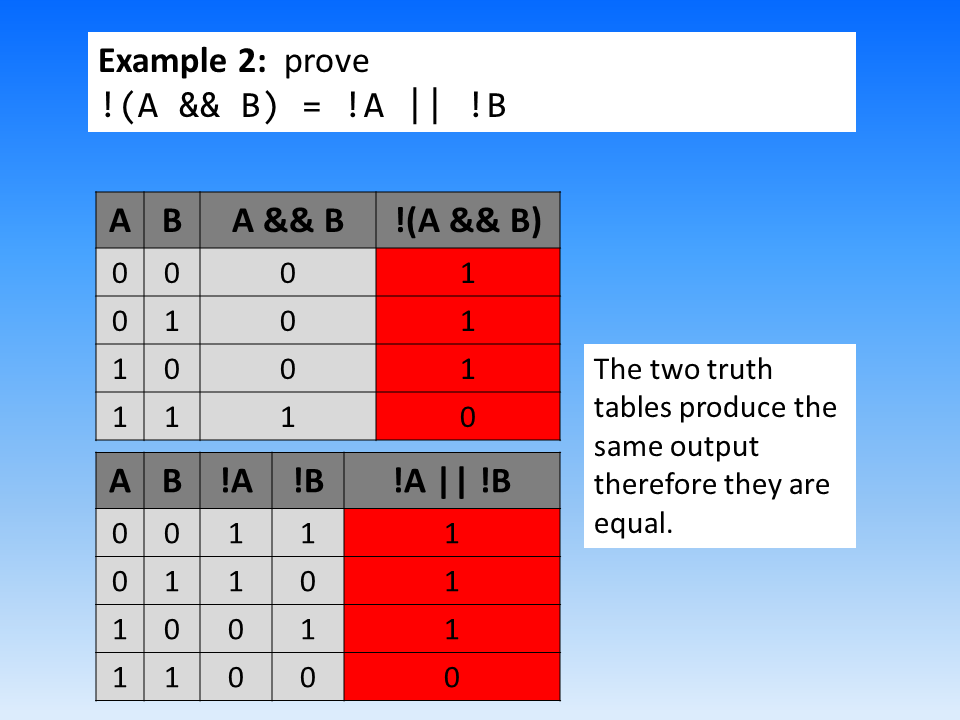 Example 2: prove
!(A && B) = !A || !B
A B A && B !(A && B)
0 0 0 1
0 1 0 1
1 0 0 1
1 1 1 0
A B !A !B !A || !B
0 0 1 1 1
0 1 1 0 1
1 0 0 1 1
1 1 0 0 0
The two truth
tables produce the
same output
therefore they are
equal.